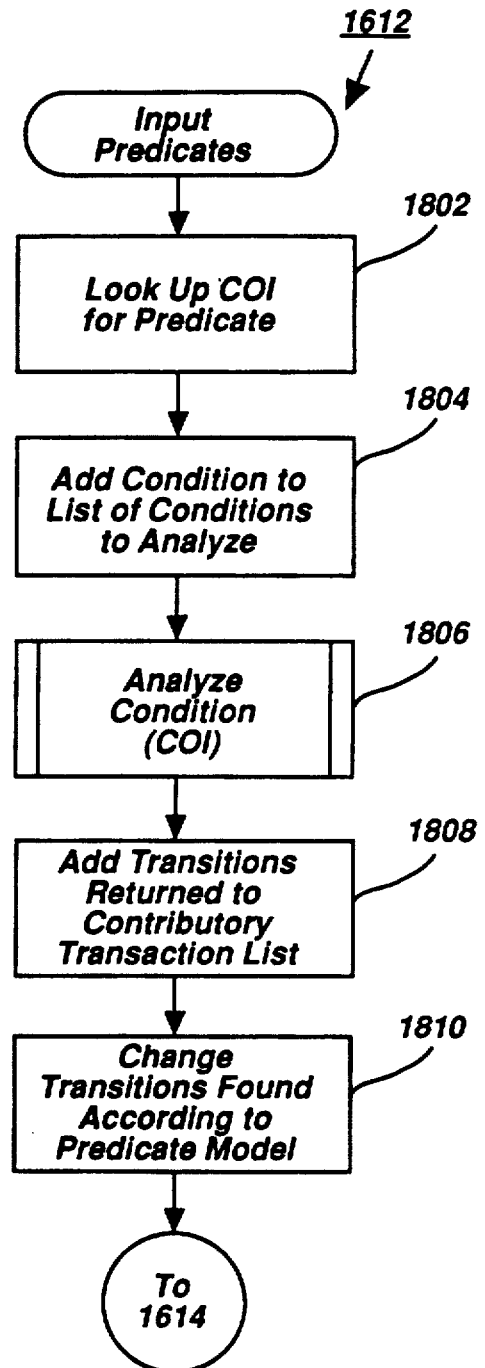 1612
Input
Predicates
1802
Look Up COI
for Predicate
1804
Add Condition to
List of Conditions
to Analyze
1806
Analyze
Condition
(COI)
1808
Add Transitions
Returned to
Contributory
Transaction List
1810
Change
Transitions Found
According to
Predicate Model
To
1614